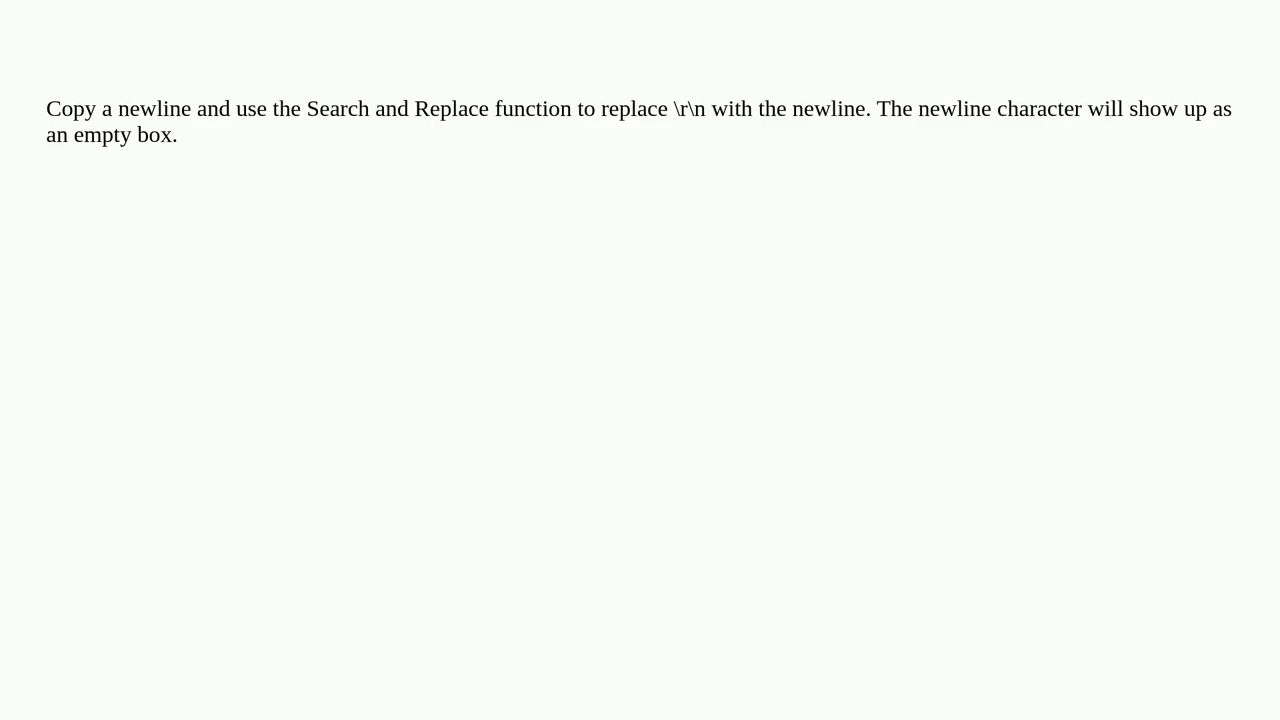 Copy a newline and use the Search and Replace function to replace \r\n with the newline. The newline character will show up as
an empty box.